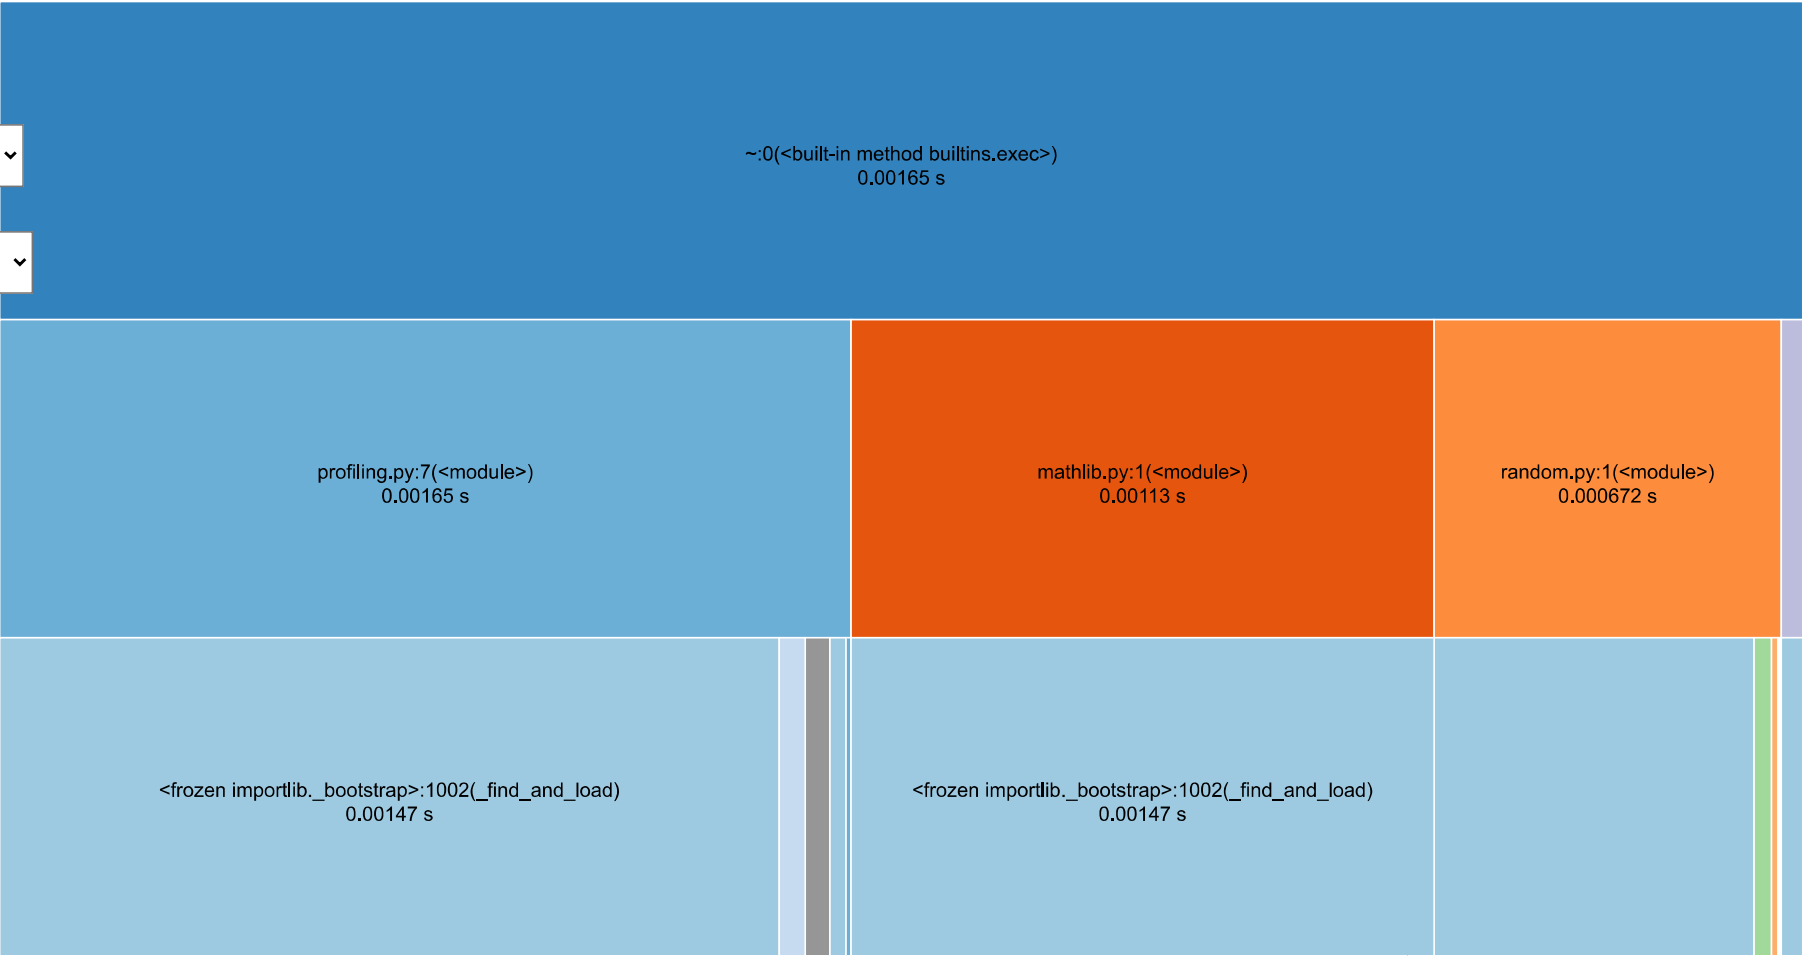 ~:0(<built-in method builtins.exec>)
0.00165 s
profiling.py:7(<module>)
0.00165 s
mathlib.py:1(<module>)
0.00113 s
random.py:1(<module>)
0.000672 s
<frozen importlib._bootstrap>:1002(_find_and_load)
0.00147 s
<frozen importlib._bootstrap>:1002(_find_and_load)
0.00147 s